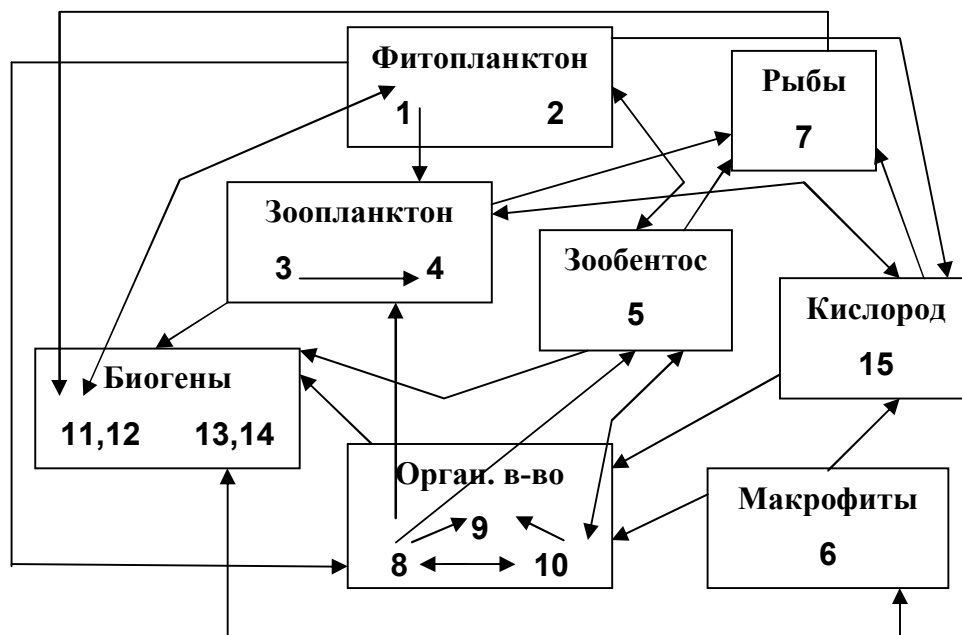 Фитопланктон
1 2
Рыбы
7
Зоопланктон
3 4
Зообентос
5
Кислород
15
Биогены
11,12 13,14
Орган. в-во
9
8 10
Макрофиты
6